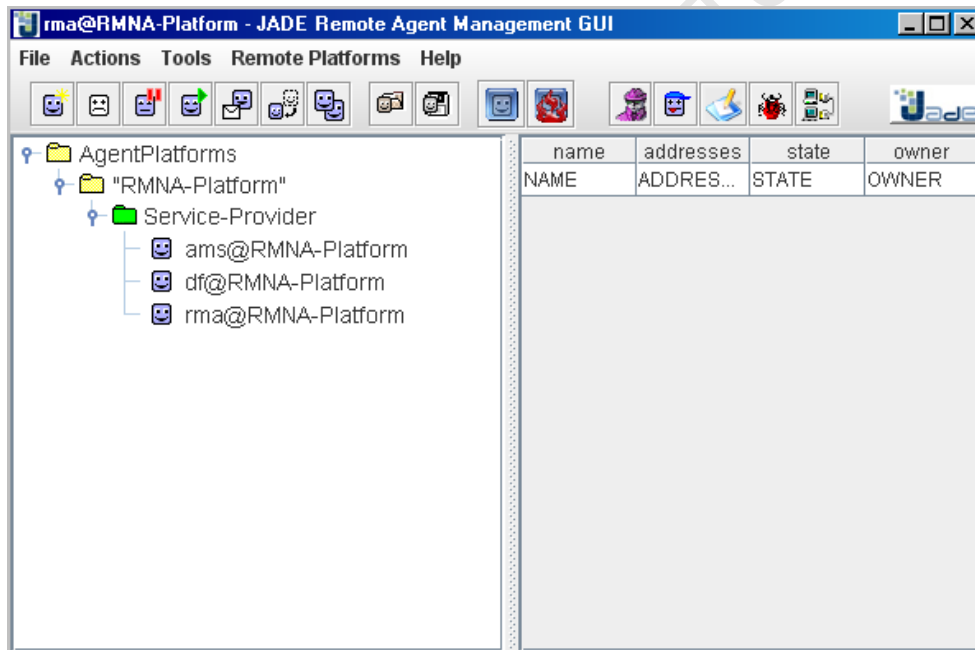 rma@RMNA-Platform - JADE Remote Agent Management GUI
File Actions Tools Remote Platforms Help
Jade
AgentPlatforms
"RMNA-Platform"
Service-Provider
ams@RMNA-Platform
df@RMNA-Platform
rma@RMNA-Platform
name addresses state owner
NAME ADDRES... STATE OWNER